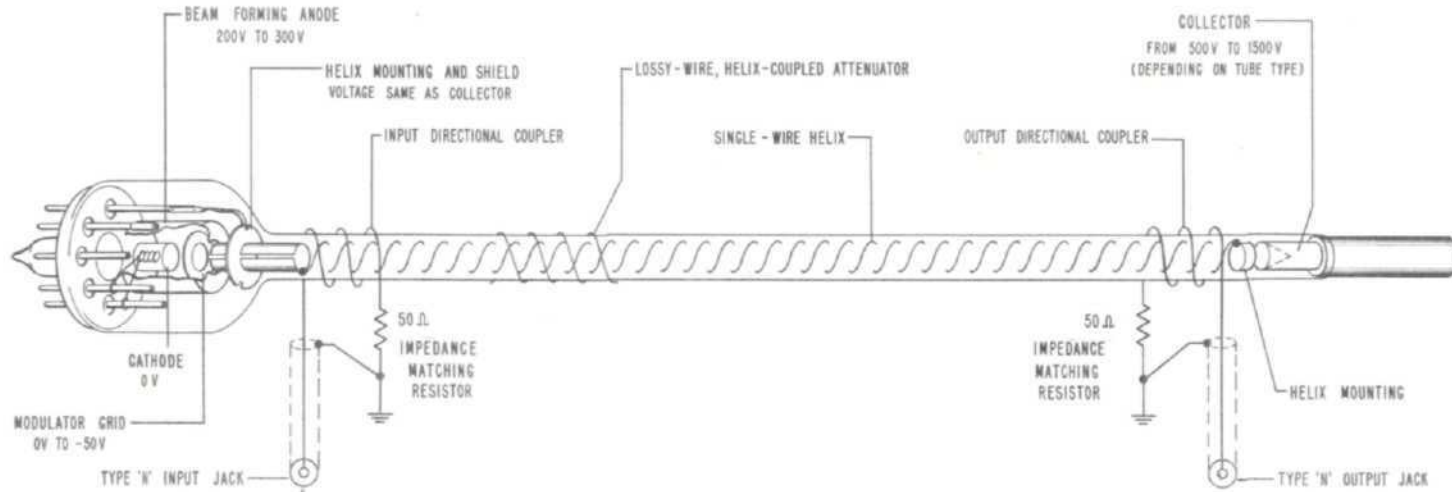 BEAM FORMING ANODE
200V TO 300V
HELIX MOUNTING AND SHIELD
VOLTAGE SAME AS COLLECTOR
INPUT DIRECTIONAL COUPLER
LOSSY-WIRE, HELIX-COUPLED ATTENUATOR
SINGLE-WIRE HELIX
OUTPUT DIRECTIONAL COUPLER
COLLECTOR
FROM 500V TO 1500V
(DEPENDING ON TUBE TYPE)
CATHODE
0V
MODULATOR GRID
0V TO -50V
TYPE 'N' INPUT JACK
50Ω
IMPEDANCE
MATCHING
RESISTOR
50Ω
IMPEDANCE
MATCHING
RESISTOR
HELIX MOUNTING
TYPE 'N' OUTPUT JACK